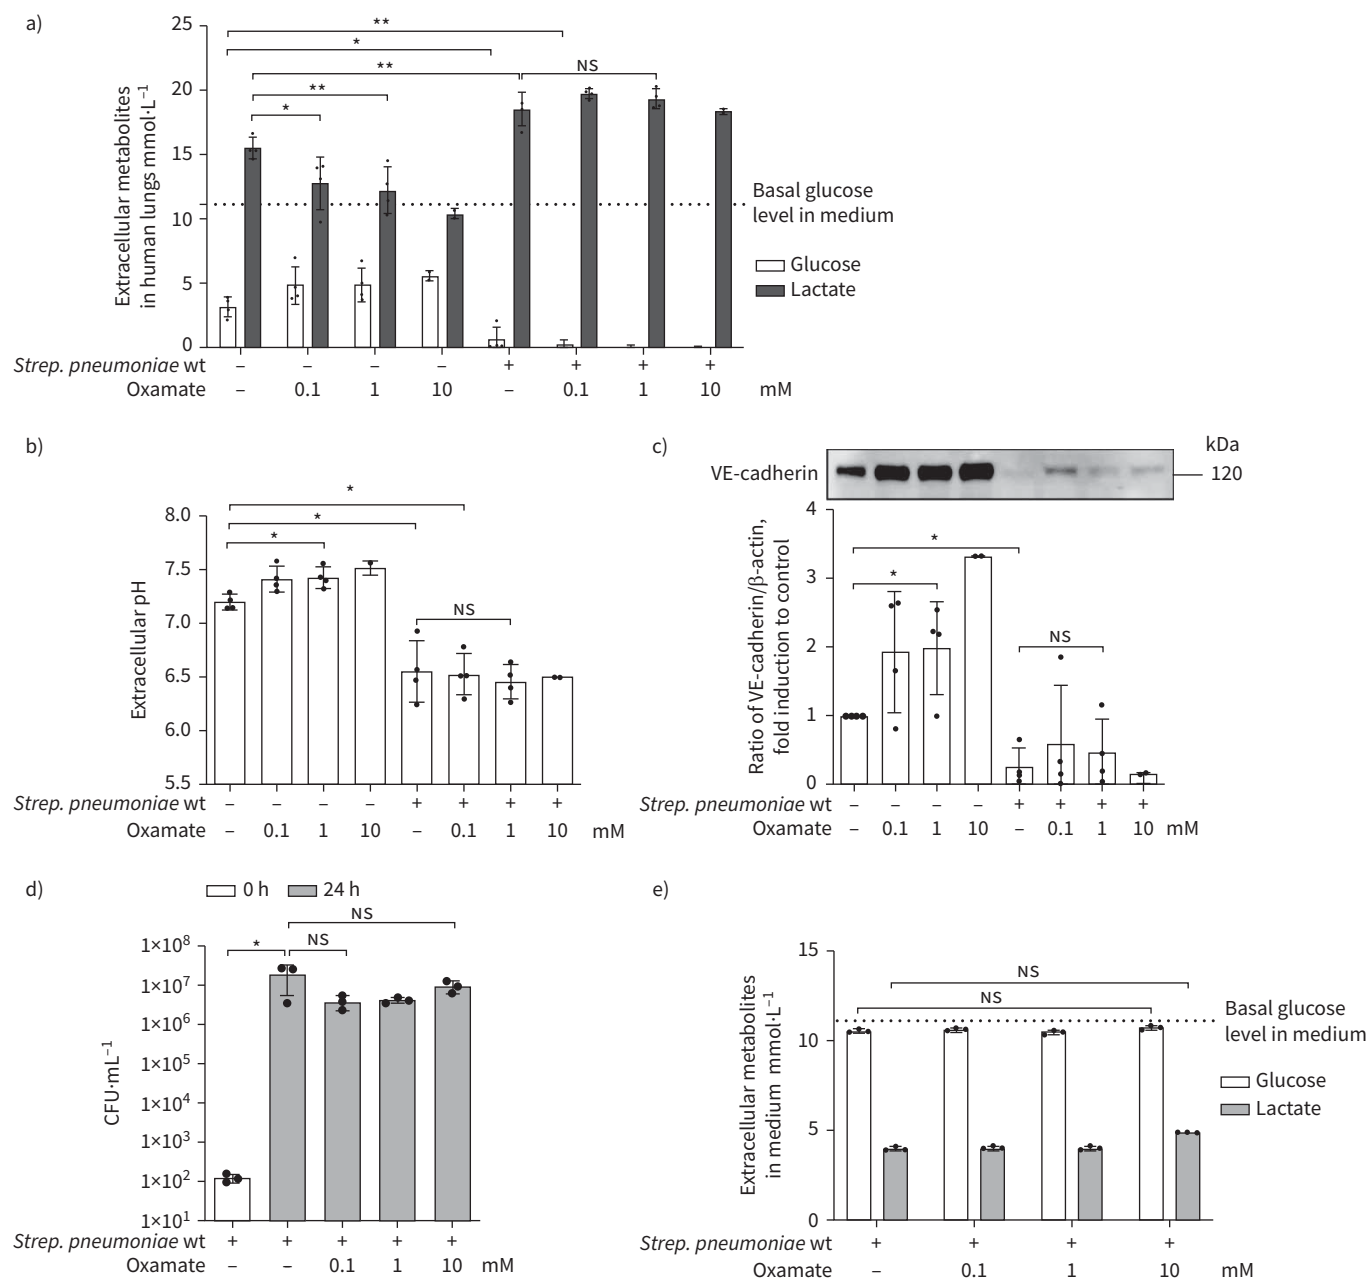 a)
Extracellular metabolites
in human lungs mmol·L⁻¹
25
20
15
10
5
0
**
*
**
NS
**
*
Basal glucose
level in medium
Glucose
Lactate
Strep. pneumoniae wt – – – – + + + +
Oxamate – 0.1 1 10 – 0.1 1 10 mM
b)
Extracellular pH
8.0
7.5
7.0
6.5
6.0
5.5
*
*
*
NS
Strep. pneumoniae wt – – – – + + + +
Oxamate – 0.1 1 10 – 0.1 1 10 mM
c)
kDa
VE-cadherin
120
Ratio of VE-cadherin/β-actin,
fold induction to control
4
3
2
1
0
*
*
NS
Strep. pneumoniae wt – – – – + + + +
Oxamate – 0.1 1 10 – 0.1 1 10 mM
d)
0 h 24 h
CFU·mL⁻¹
1×10⁸
1×10⁷
1×10⁶
1×10⁵
1×10⁴
1×10³
1×10²
1×10¹
NS
* NS
Strep. pneumoniae wt + + + + +
Oxamate – – 0.1 1 10 mM
e)
Extracellular metabolites
in medium mmol·L⁻¹
15
10
5
0
NS
NS
Basal glucose
level in medium
Glucose
Lactate
Strep. pneumoniae wt + + + +
Oxamate – 0.1 1 10 mM